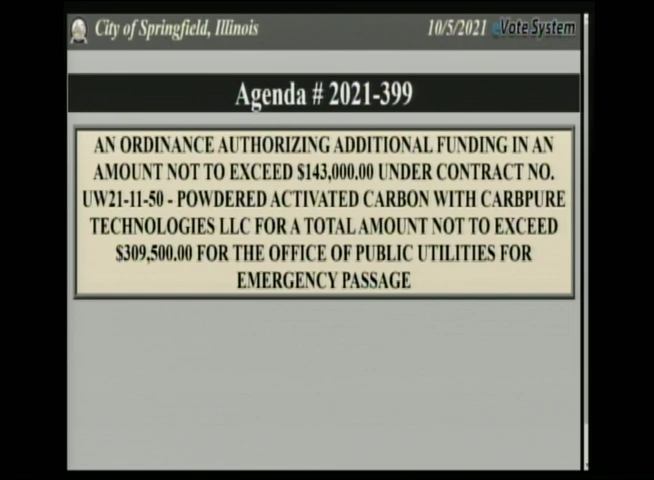 City of Springfield, Illinois
10/5/2021 eVote System
Agenda # 2021-399
AN ORDINANCE AUTHORIZING ADDITIONAL FUNDING IN AN
AMOUNT NOT TO EXCEED $143,000.00 UNDER CONTRACT NO.
UW21-11-50 - POWDERED ACTIVATED CARBON WITH CARBPURE
TECHNOLOGIES LLC FOR A TOTAL AMOUNT NOT TO EXCEED
$309,500.00 FOR THE OFFICE OF PUBLIC UTILITIES FOR
EMERGENCY PASSAGE